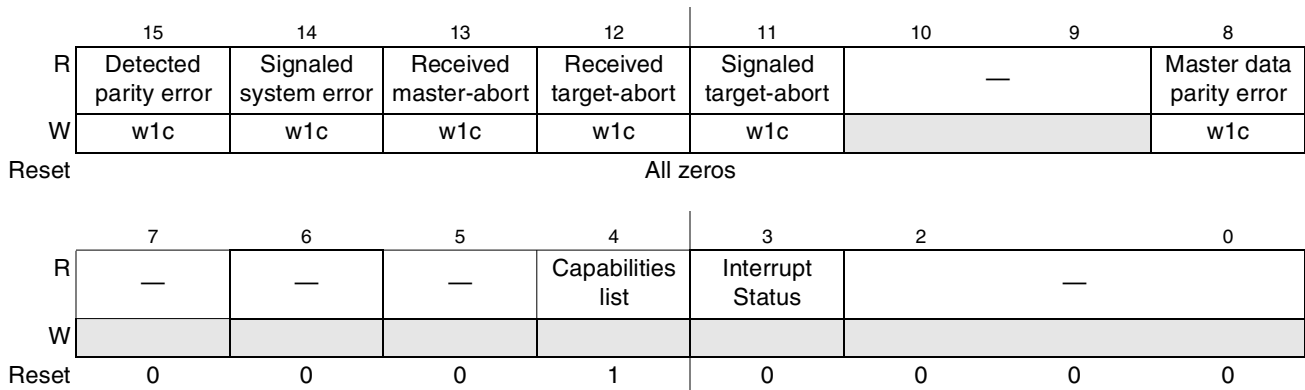 15 14 13 12 11 10 9 8
R Detected Signaled Received Received Signaled — Master data
parity error system error master-abort target-abort target-abort parity error
W w1c w1c w1c w1c w1c w1c
Reset All zeros
7 6 5 4 3 2 0
R — — — Capabilities Interrupt —
list Status
W
Reset 0 0 0 1 0 0 0 0